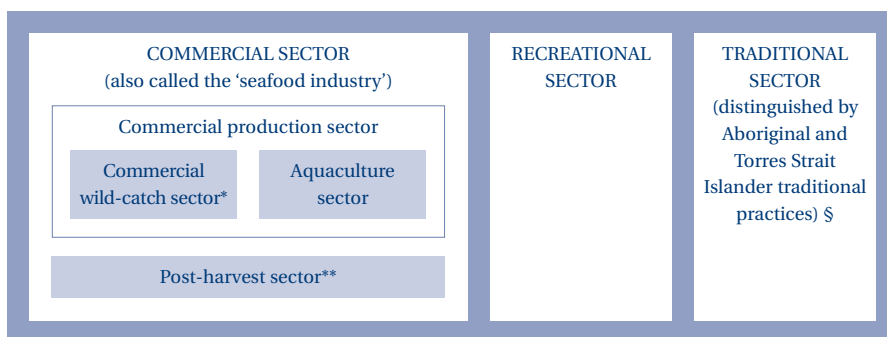 COMMERCIAL SECTOR
(also called the ‘seafood industry’)
Commercial production sector
Commercial
wild-catch sector*
Aquaculture
sector
Post-harvest sector**
RECREATIONAL
SECTOR
TRADITIONAL
SECTOR
(distinguished by
Aboriginal and
Torres Strait
Islander traditional
practices) §